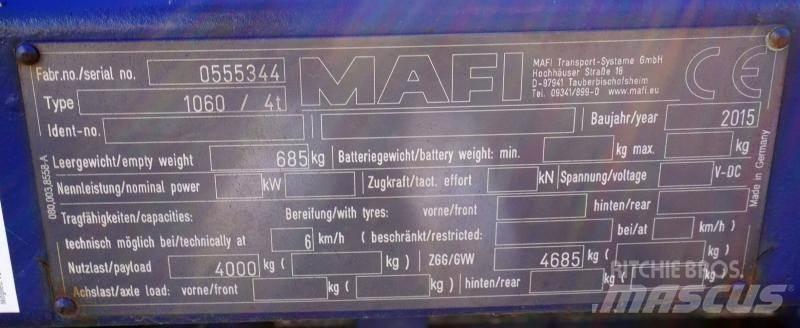 Fabr.no./serial no. 0555344
Type 1060 / 4t
Ident-no.
MAFI
MAFI Transport-Systeme GmbH
Hochhäuser Straße 18
D-97941 Tauberbischofsheim
Tel. 09341/899-0 www.mafi.eu
CE
Baujahr/year 2015
Leergewicht/empty weight 685 kg Batteriegewicht/battery weight: min. kg max. kg
Nennleistung/nominal power kW Zugkraft/tact. effort kN Spannung/voltage V-DC
Tragfähigkeiten/capacities: Bereifung/with tyres: vorne/front hinten/rear
technisch möglich bei/technically at 6 km/h ( beschränkt/restricted: bei/at km/h )
Nutzlast/payload 4000 kg ( kg ) ZGG/GVW 4685 kg ( kg )
Achslast/axle load: vorne/front kg ( kg ) hinten/rear kg ( kg )
080.003.8558-A
Made in Germany
RITCHIE BROS.
MASCUS